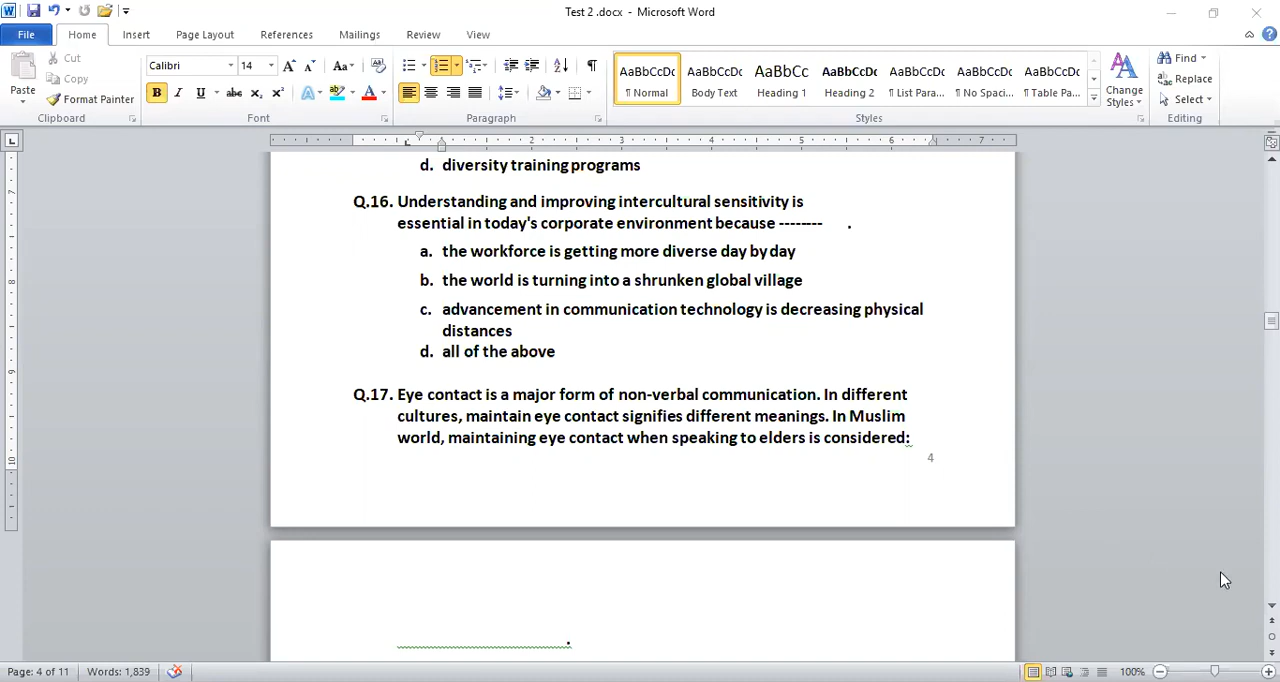 Test 2 .docx - Microsoft Word
File Home Insert Page Layout References Mailings Review View
Paste
Cut
Copy
Format Painter
Clipboard
Calibri 14
Font
Paragraph
AaBbCcDc AaBbCcDc AaBbCc AaBbCcDc AaBbCcDc AaBbCcDc AaBbCcDc
¶ Normal Body Text Heading 1 Heading 2 ¶ List Para... ¶ No Spaci... ¶ Table Pa...
Styles
Change Styles
Find
Replace
Select
Editing
2 3 4 5 6 7
d. diversity training programs
Q.16. Understanding and improving intercultural sensitivity is
essential in today's corporate environment because -------- .
a. the workforce is getting more diverse day by day
b. the world is turning into a shrunken global village
c. advancement in communication technology is decreasing physical
distances
d. all of the above
Q.17. Eye contact is a major form of non-verbal communication. In different
cultures, maintain eye contact signifies different meanings. In Muslim
world, maintaining eye contact when speaking to elders is considered:
4
.
Page: 4 of 11 Words: 1,839 100%